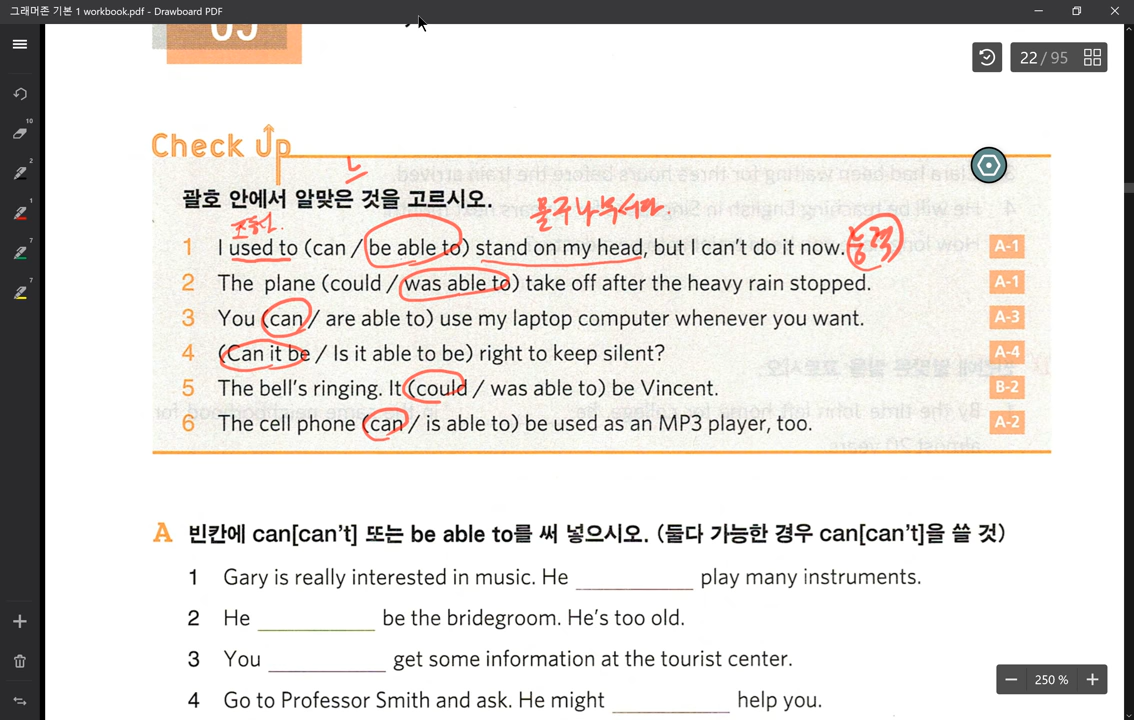 그래머존 기본 1 workbook.pdf - Drawboard PDF
09
22 / 95
Check Up
괄호 안에서 알맞은 것을 고르시오.
조동사.
물구나무서다.
능력
1 I used to (can / be able to) stand on my head, but I can't do it now. A-1
2 The plane (could / was able to) take off after the heavy rain stopped. A-1
3 You (can / are able to) use my laptop computer whenever you want. A-3
4 (Can it be / Is it able to be) right to keep silent? A-4
5 The bell's ringing. It (could / was able to) be Vincent. B-2
6 The cell phone (can / is able to) be used as an MP3 player, too. A-2
A 빈칸에 can[can't] 또는 be able to를 써 넣으시오. (둘다 가능한 경우 can[can't]을 쓸 것)
1 Gary is really interested in music. He __________ play many instruments.
2 He __________ be the bridegroom. He's too old.
3 You __________ get some information at the tourist center.
4 Go to Professor Smith and ask. He might __________ help you.
10
2
1
7
7
250 %